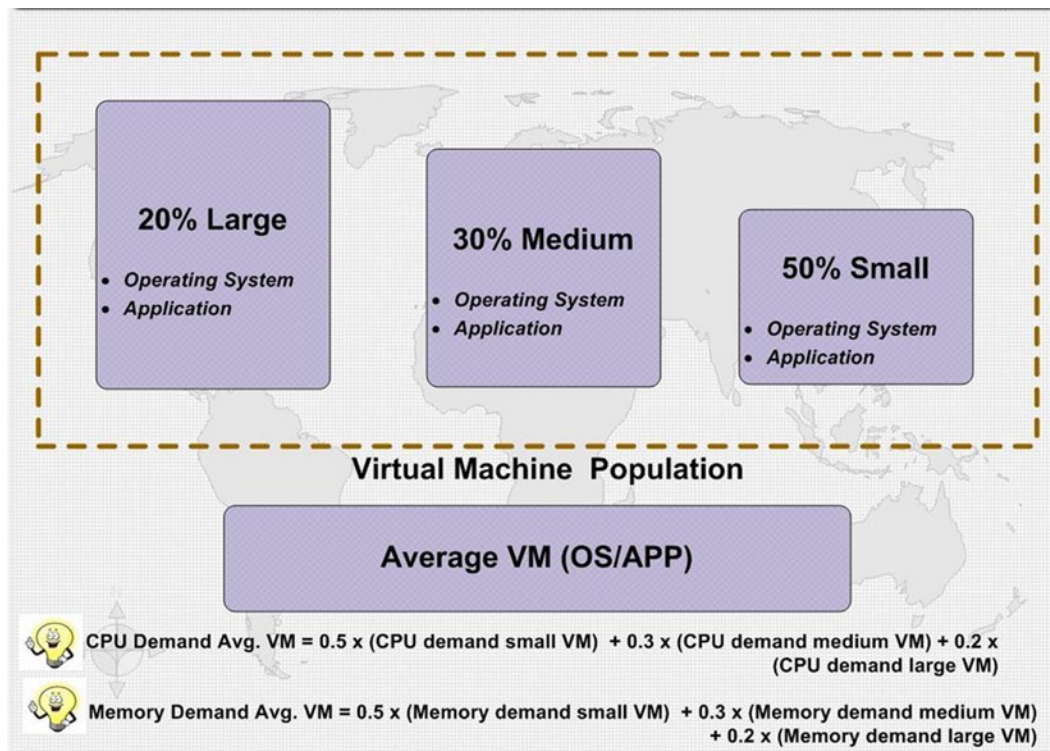 20% Large
• Operating System
• Application
30% Medium
• Operating System
• Application
50% Small
• Operating System
• Application
Virtual Machine Population
Average VM (OS/APP)
CPU Demand Avg. VM = 0.5 x (CPU demand small VM) + 0.3 x (CPU demand medium VM) + 0.2 x
(CPU demand large VM)
Memory Demand Avg. VM = 0.5 x (Memory demand small VM) + 0.3 x (Memory demand medium VM)
+ 0.2 x (Memory demand large VM)
N